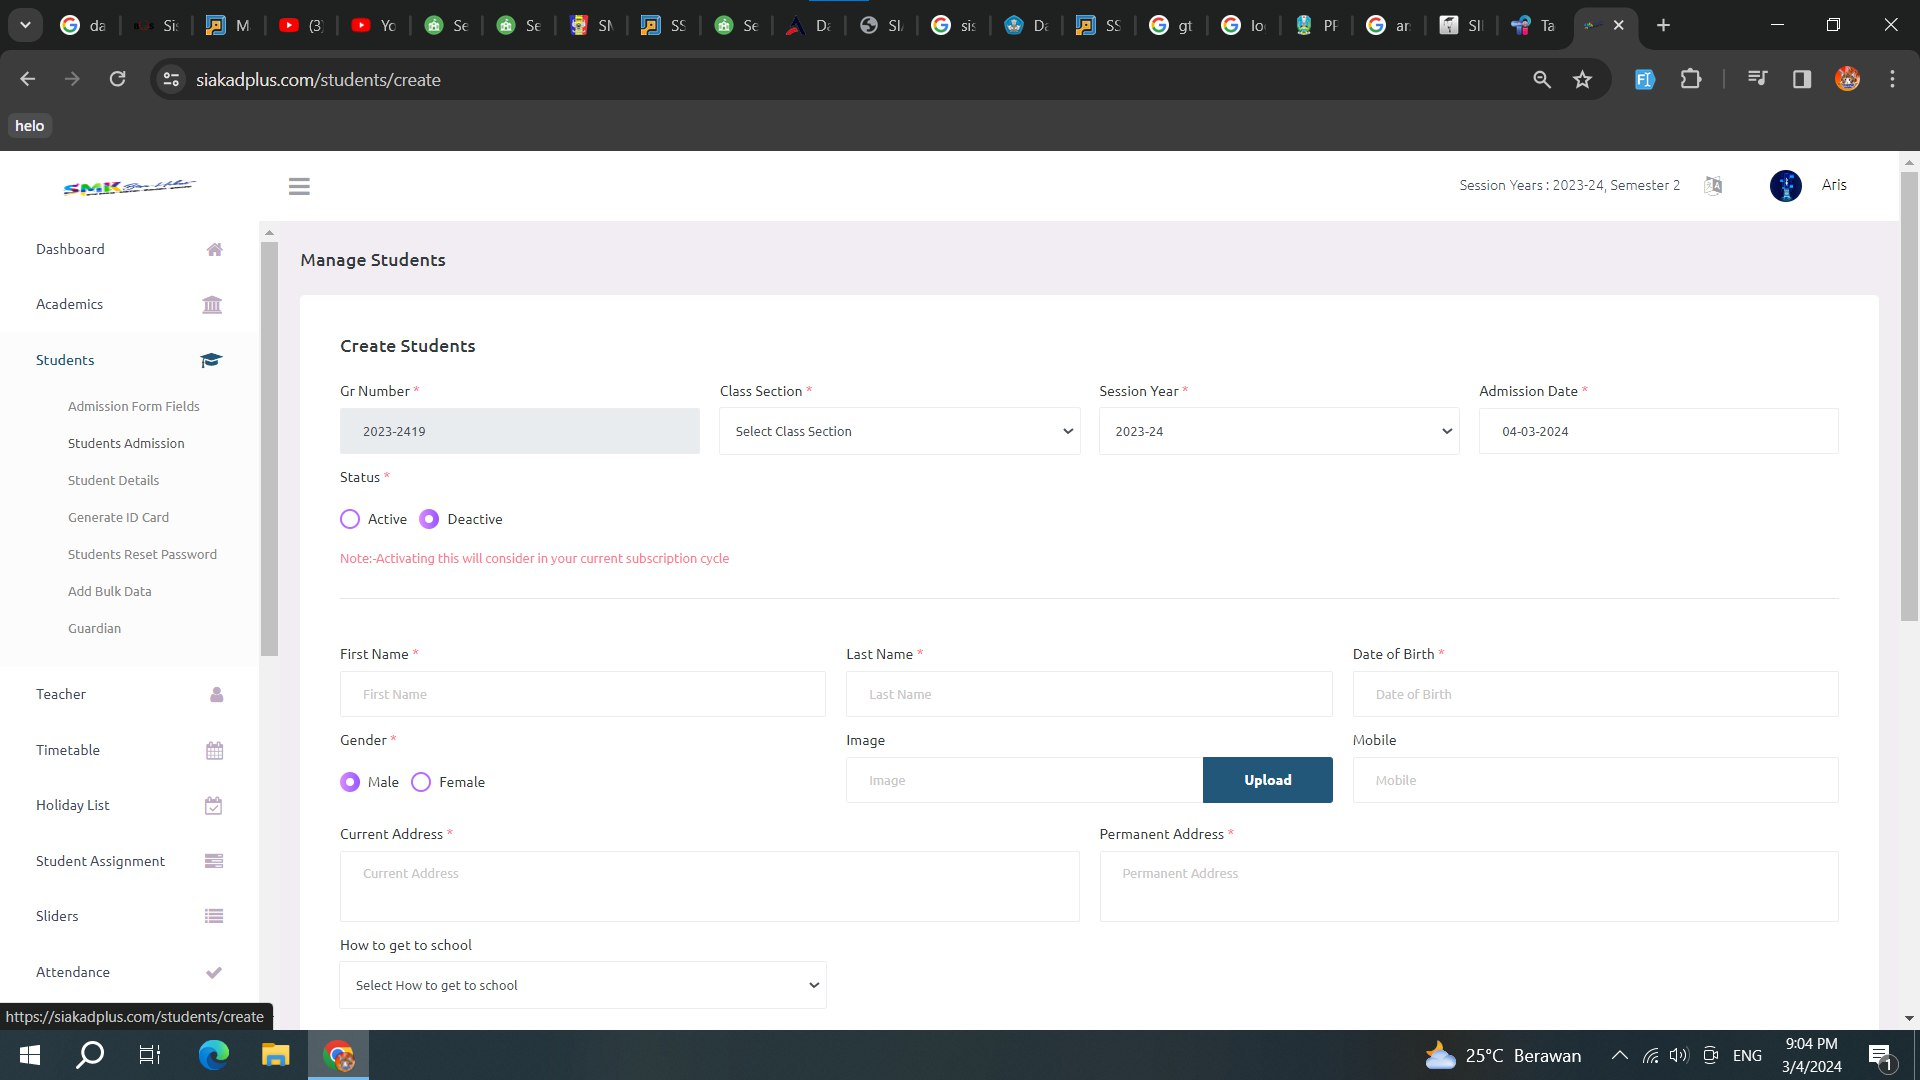 da
Sis
M
(3)
Yo
Se
Se
SN
SS
Se
Da
SI
sis
Da
SS
gt
lo
PP
ar
SII
Ta
siakadplus.com/students/create
helo
SMK
Session Years : 2023-24, Semester 2
Aris
Dashboard
Academics
Students
Admission Form Fields
Students Admission
Student Details
Generate ID Card
Students Reset Password
Add Bulk Data
Guardian
Teacher
Timetable
Holiday List
Student Assignment
Sliders
Attendance
https://siakadplus.com/students/create
Manage Students
Create Students
Gr Number * Class Section * Session Year * Admission Date *
2023-2419 Select Class Section 2023-24 04-03-2024
Status *
Active Deactive
Note:-Activating this will consider in your current subscription cycle
First Name * Last Name * Date of Birth *
First Name Last Name Date of Birth
Gender * Image Mobile
Male Female Image Upload Mobile
Current Address * Permanent Address *
Current Address Permanent Address
How to get to school
Select How to get to school
25°C Berawan
ENG
9:04 PM
3/4/2024
1